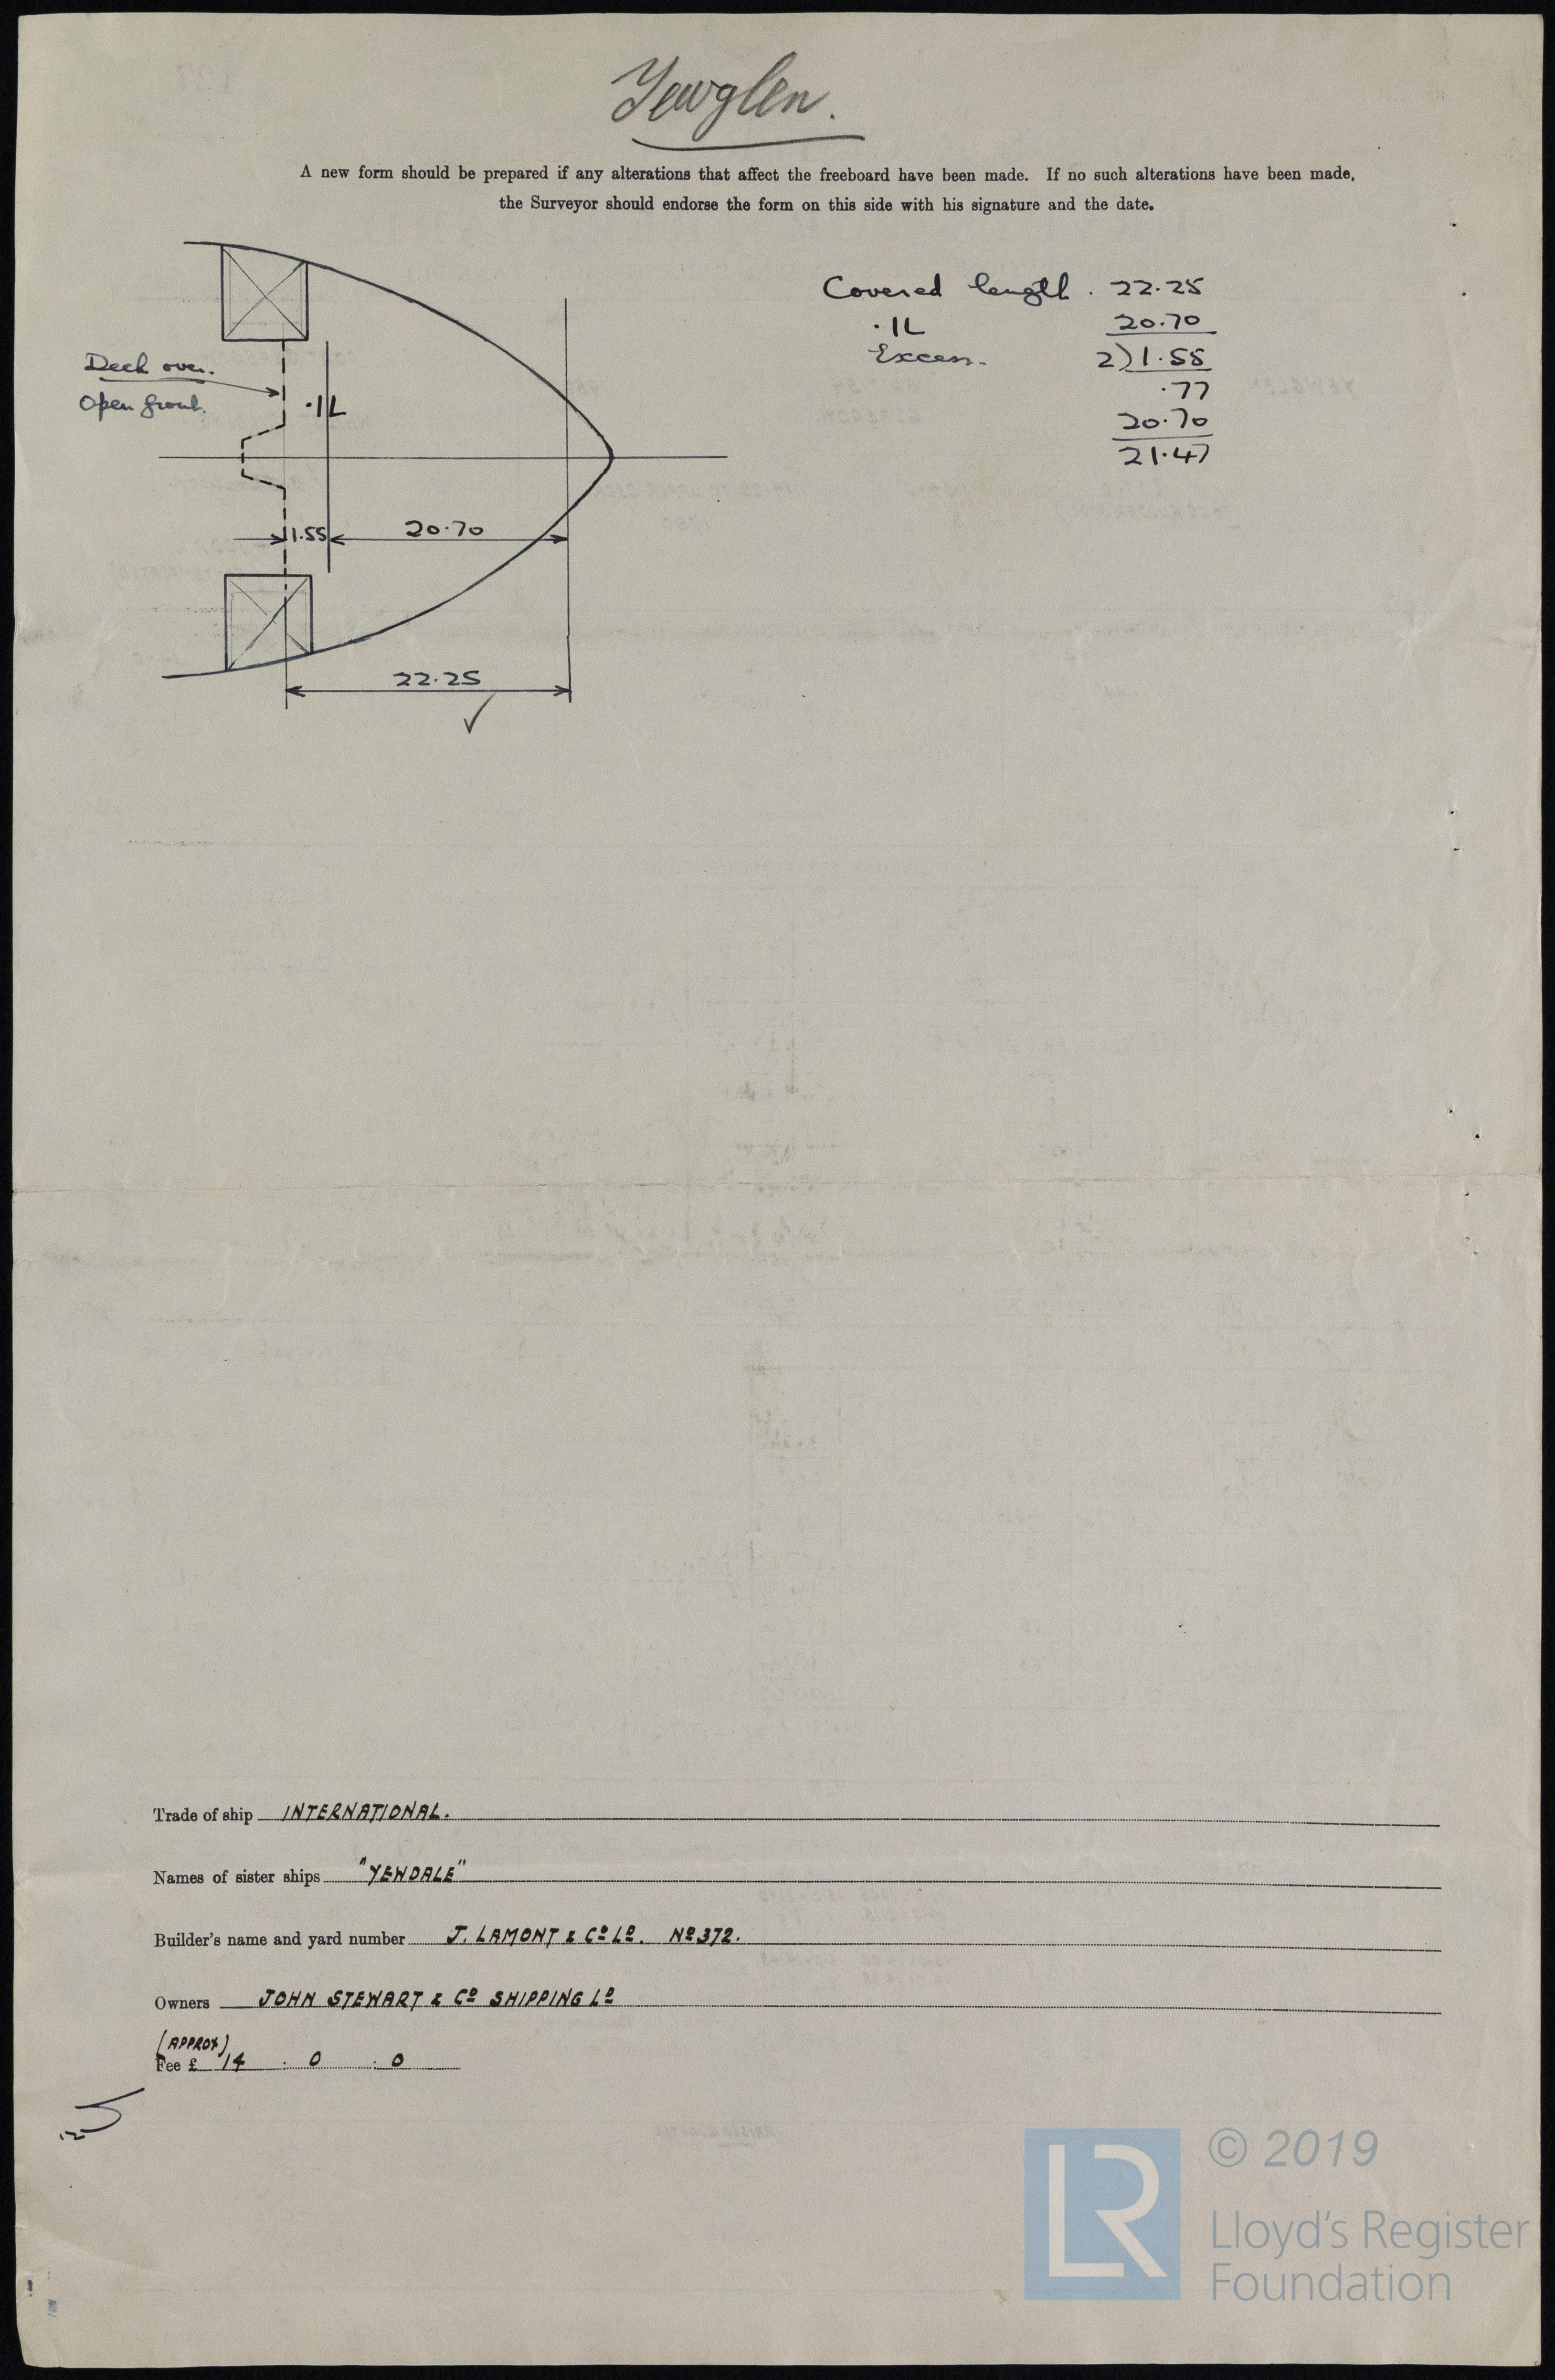 Yewglen.
A new form should be prepared if any alterations that affect the freeboard have been made. If no such alterations have been made,
the Surveyor should endorse the form on this side with his signature and the date.
Covered length. 22.25
.1L 20.70
Excess. 2)1.55
.77
20.70
21.47
Deck over.
Open front.
.1L
1.55
20.70
22.25
Trade of ship INTERNATIONAL.
Names of sister ships "YEWDALE"
Builder's name and yard number J. LAMONT & Co Ld. No 372.
Owners JOHN STEWART & Co SHIPPING Ld
(APPROX)
Fee £ 14 . 0 . 0
LR
© 2019
Lloyd's Register
Foundation